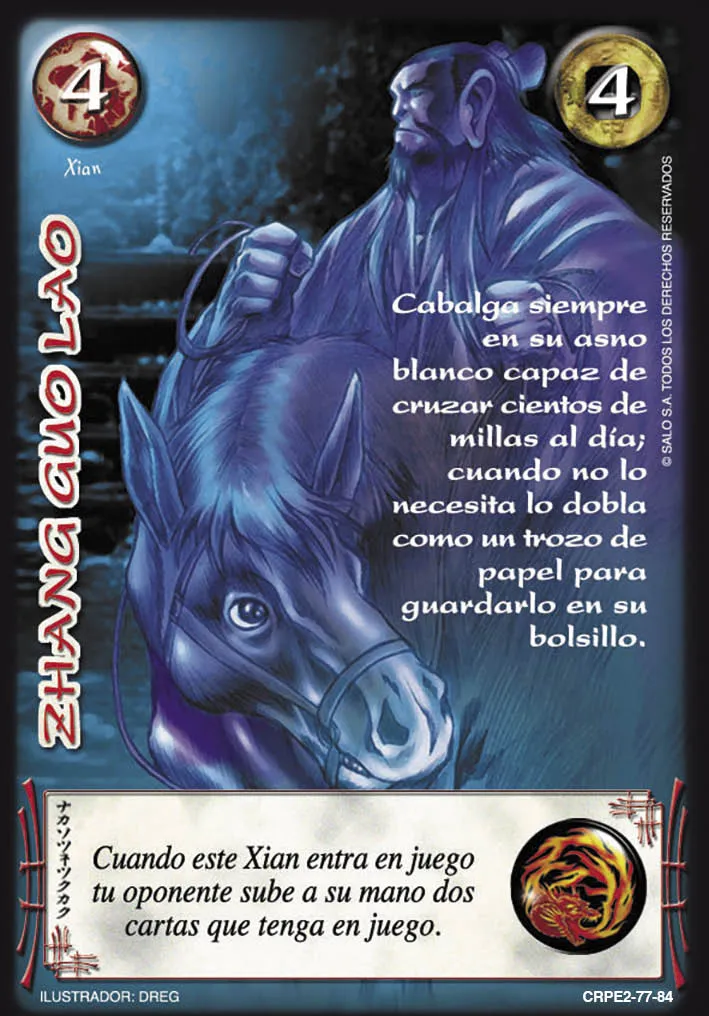 4
4
Xian
ZHANG GUO LAO
Cabalga siempre
en su asno
blanco capaz de
cruzar cientos de
millas al día;
cuando no lo
necesita lo dobla
como un trozo de
papel para
guardarlo en su
bolsillo.
© SALO S.A. TODOS LOS DERECHOS RESERVADOS
ナカソツネツクカク
Cuando este Xian entra en juego
tu oponente sube a su mano dos
cartas que tenga en juego.
ILUSTRADOR: DREG
CRPE2-77-84